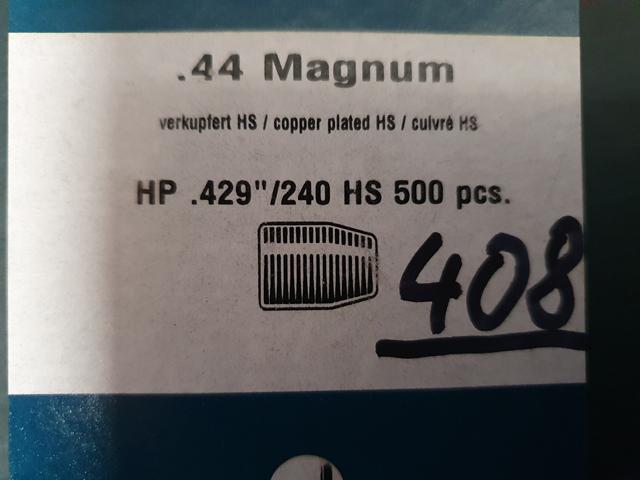 .44 Magnum
verkupfert HS / copper plated HS / cuivré HS
HP .429"/240 HS 500 pcs.
408